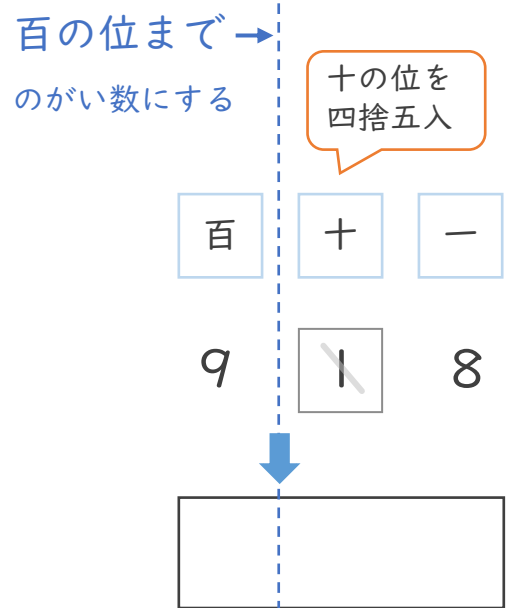 百の位まで
のがい数にする
十の位を
四捨五入
百 十 一
9 1 8